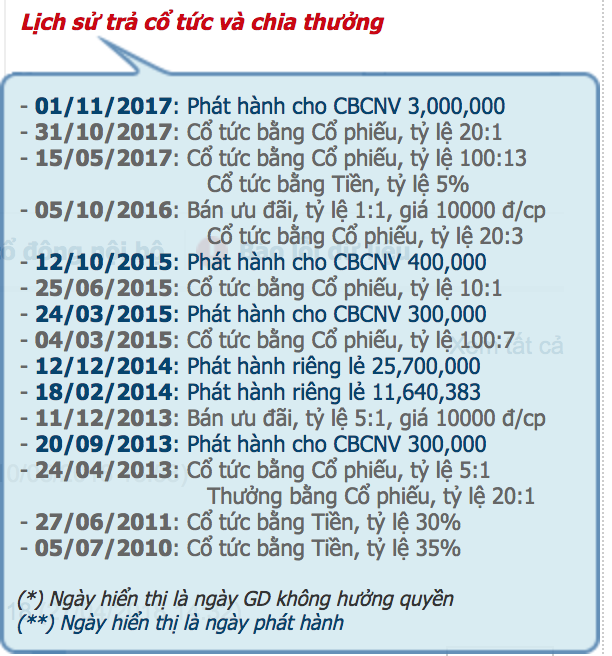 Lịch sử trả cổ tức và chia thưởng
- 01/11/2017: Phát hành cho CBCNV 3,000,000
- 31/10/2017: Cổ tức bằng Cổ phiếu, tỷ lệ 20:1
- 15/05/2017: Cổ tức bằng Cổ phiếu, tỷ lệ 100:13
Cổ tức bằng Tiền, tỷ lệ 5%
- 05/10/2016: Bán ưu đãi, tỷ lệ 1:1, giá 10000 đ/cp
Cổ tức bằng Cổ phiếu, tỷ lệ 20:3
- 12/10/2015: Phát hành cho CBCNV 400,000
- 25/06/2015: Cổ tức bằng Cổ phiếu, tỷ lệ 10:1
- 24/03/2015: Phát hành cho CBCNV 300,000
- 04/03/2015: Cổ tức bằng Cổ phiếu, tỷ lệ 100:7
Xem tất cả
- 12/12/2014: Phát hành riêng lẻ 25,700,000
- 18/02/2014: Phát hành riêng lẻ 11,640,383
- 11/12/2013: Bán ưu đãi, tỷ lệ 5:1, giá 10000 đ/cp
- 20/09/2013: Phát hành cho CBCNV 300,000
- 24/04/2013: Cổ tức bằng Cổ phiếu, tỷ lệ 5:1
Thưởng bằng Cổ phiếu, tỷ lệ 20:1
- 27/06/2011: Cổ tức bằng Tiền, tỷ lệ 30%
- 05/07/2010: Cổ tức bằng Tiền, tỷ lệ 35%
(*) Ngày hiển thị là ngày GD không hưởng quyền
(**) Ngày hiển thị là ngày phát hành